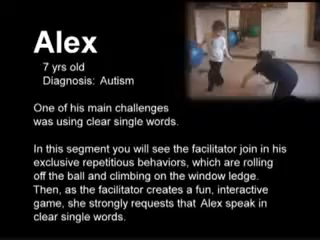 Alex
7 yrs old
Diagnosis: Autism
One of his main challenges
was using clear single words.
In this segment you will see the facilitator join in his
exclusive repetitious behaviors, which are rolling
off the ball and climbing on the window ledge.
Then, as the facilitator creates a fun, interactive
game, she strongly requests that Alex speak in
clear single words.